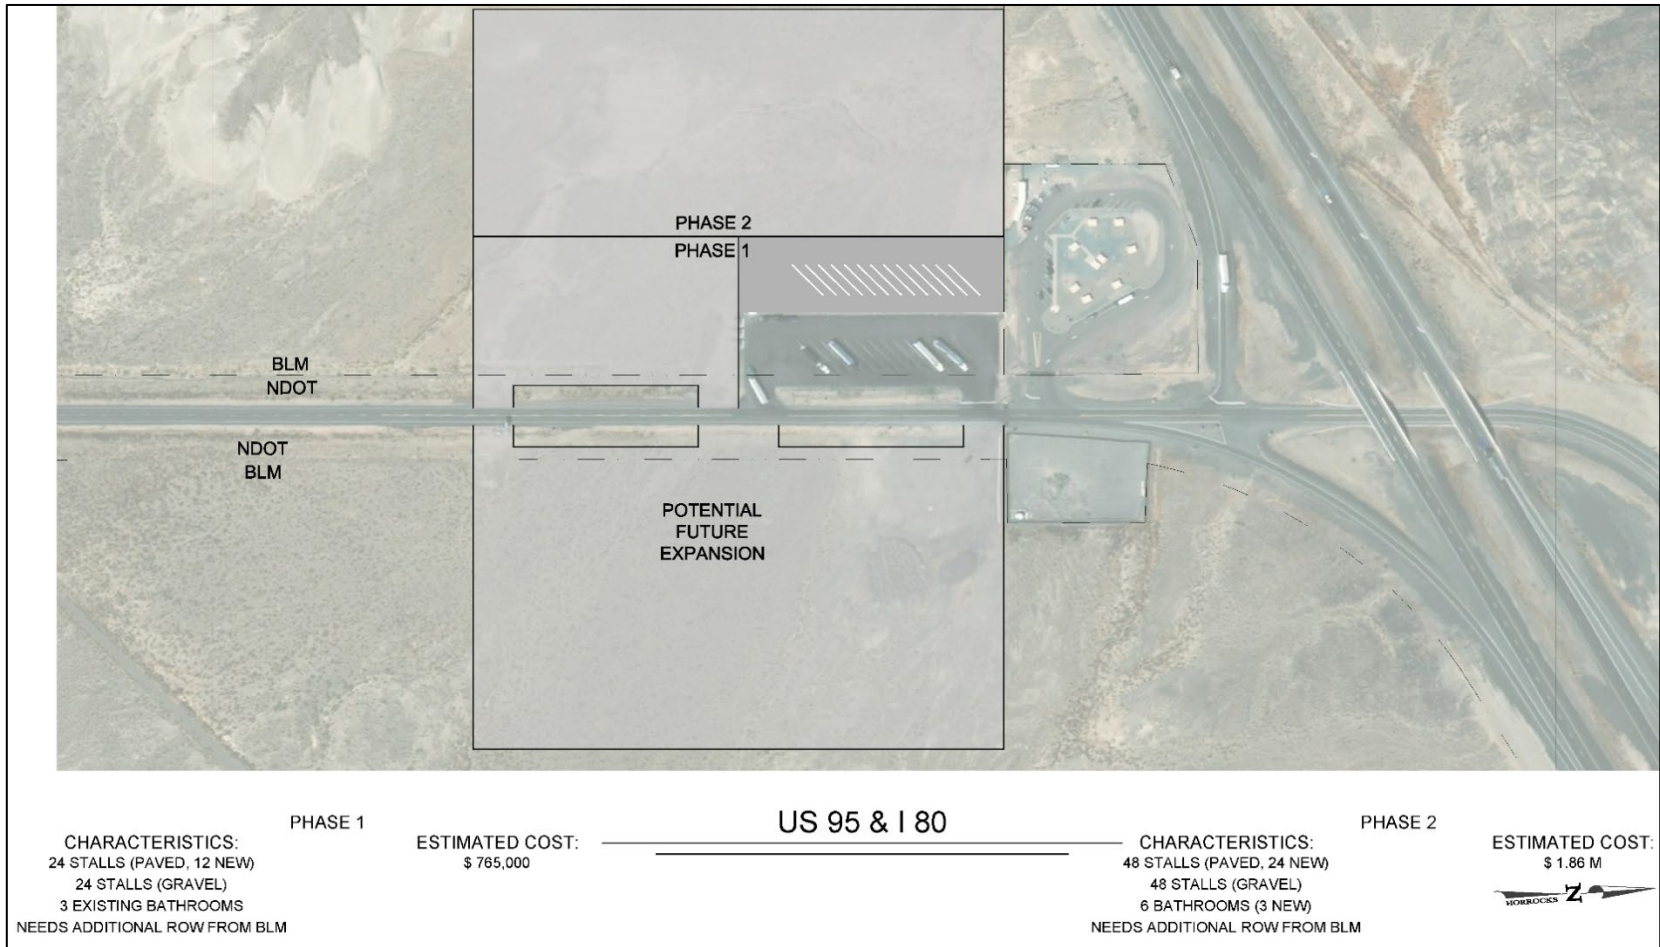 PHASE 2
PHASE 1
BLM
NDOT
NDOT
BLM
POTENTIAL
FUTURE
EXPANSION
US 95 & I 80
PHASE 1
CHARACTERISTICS:
24 STALLS (PAVED, 12 NEW)
24 STALLS (GRAVEL)
3 EXISTING BATHROOMS
NEEDS ADDITIONAL ROW FROM BLM
ESTIMATED COST:
$ 765,000
PHASE 2
CHARACTERISTICS:
48 STALLS (PAVED, 24 NEW)
48 STALLS (GRAVEL)
6 BATHROOMS (3 NEW)
NEEDS ADDITIONAL ROW FROM BLM
ESTIMATED COST:
$ 1.86 M
HORROCKS
N